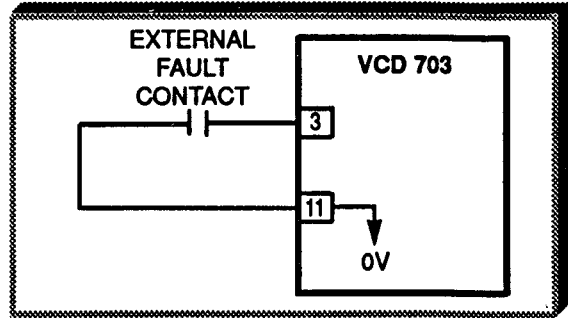 EXTERNAL
FAULT
CONTACT
VCD 703
3
11
0V